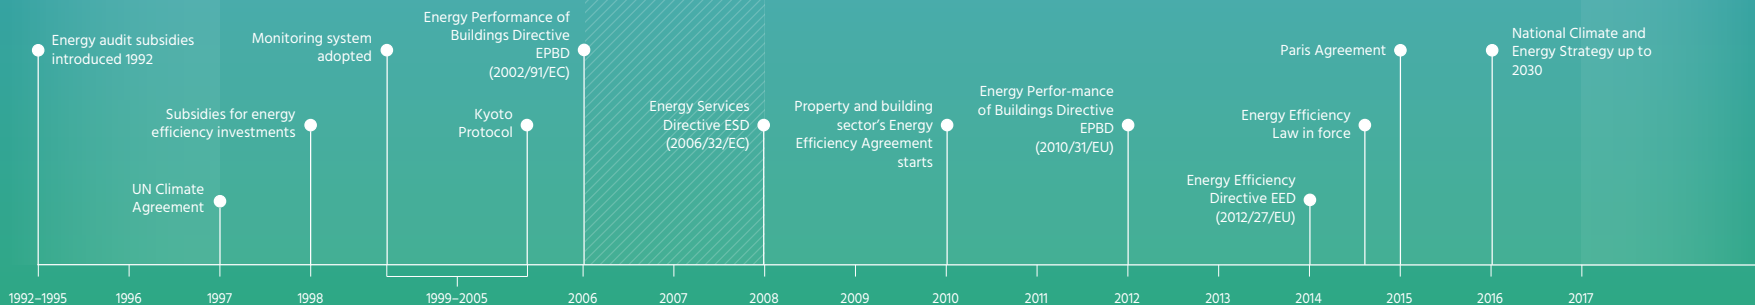 Energy audit subsidies
introduced 1992
UN Climate
Agreement
Subsidies for energy
efficiency investments
Monitoring system
adopted
Kyoto
Protocol
Energy Performance of
Buildings Directive
EPBD
(2002/91/EC)
Energy Services
Directive ESD
(2006/32/EC)
Property and building
sector's Energy
Efficiency Agreement
starts
Energy Perfor-mance
of Buildings Directive
EPBD
(2010/31/EU)
Energy Efficiency
Directive EED
(2012/27/EU)
Energy Efficiency
Law in force
Paris Agreement
National Climate and
Energy Strategy up to
2030
1992–1995 1996 1997 1998 1999–2005 2006 2007 2008 2009 2010 2011 2012 2013 2014 2015 2016 2017